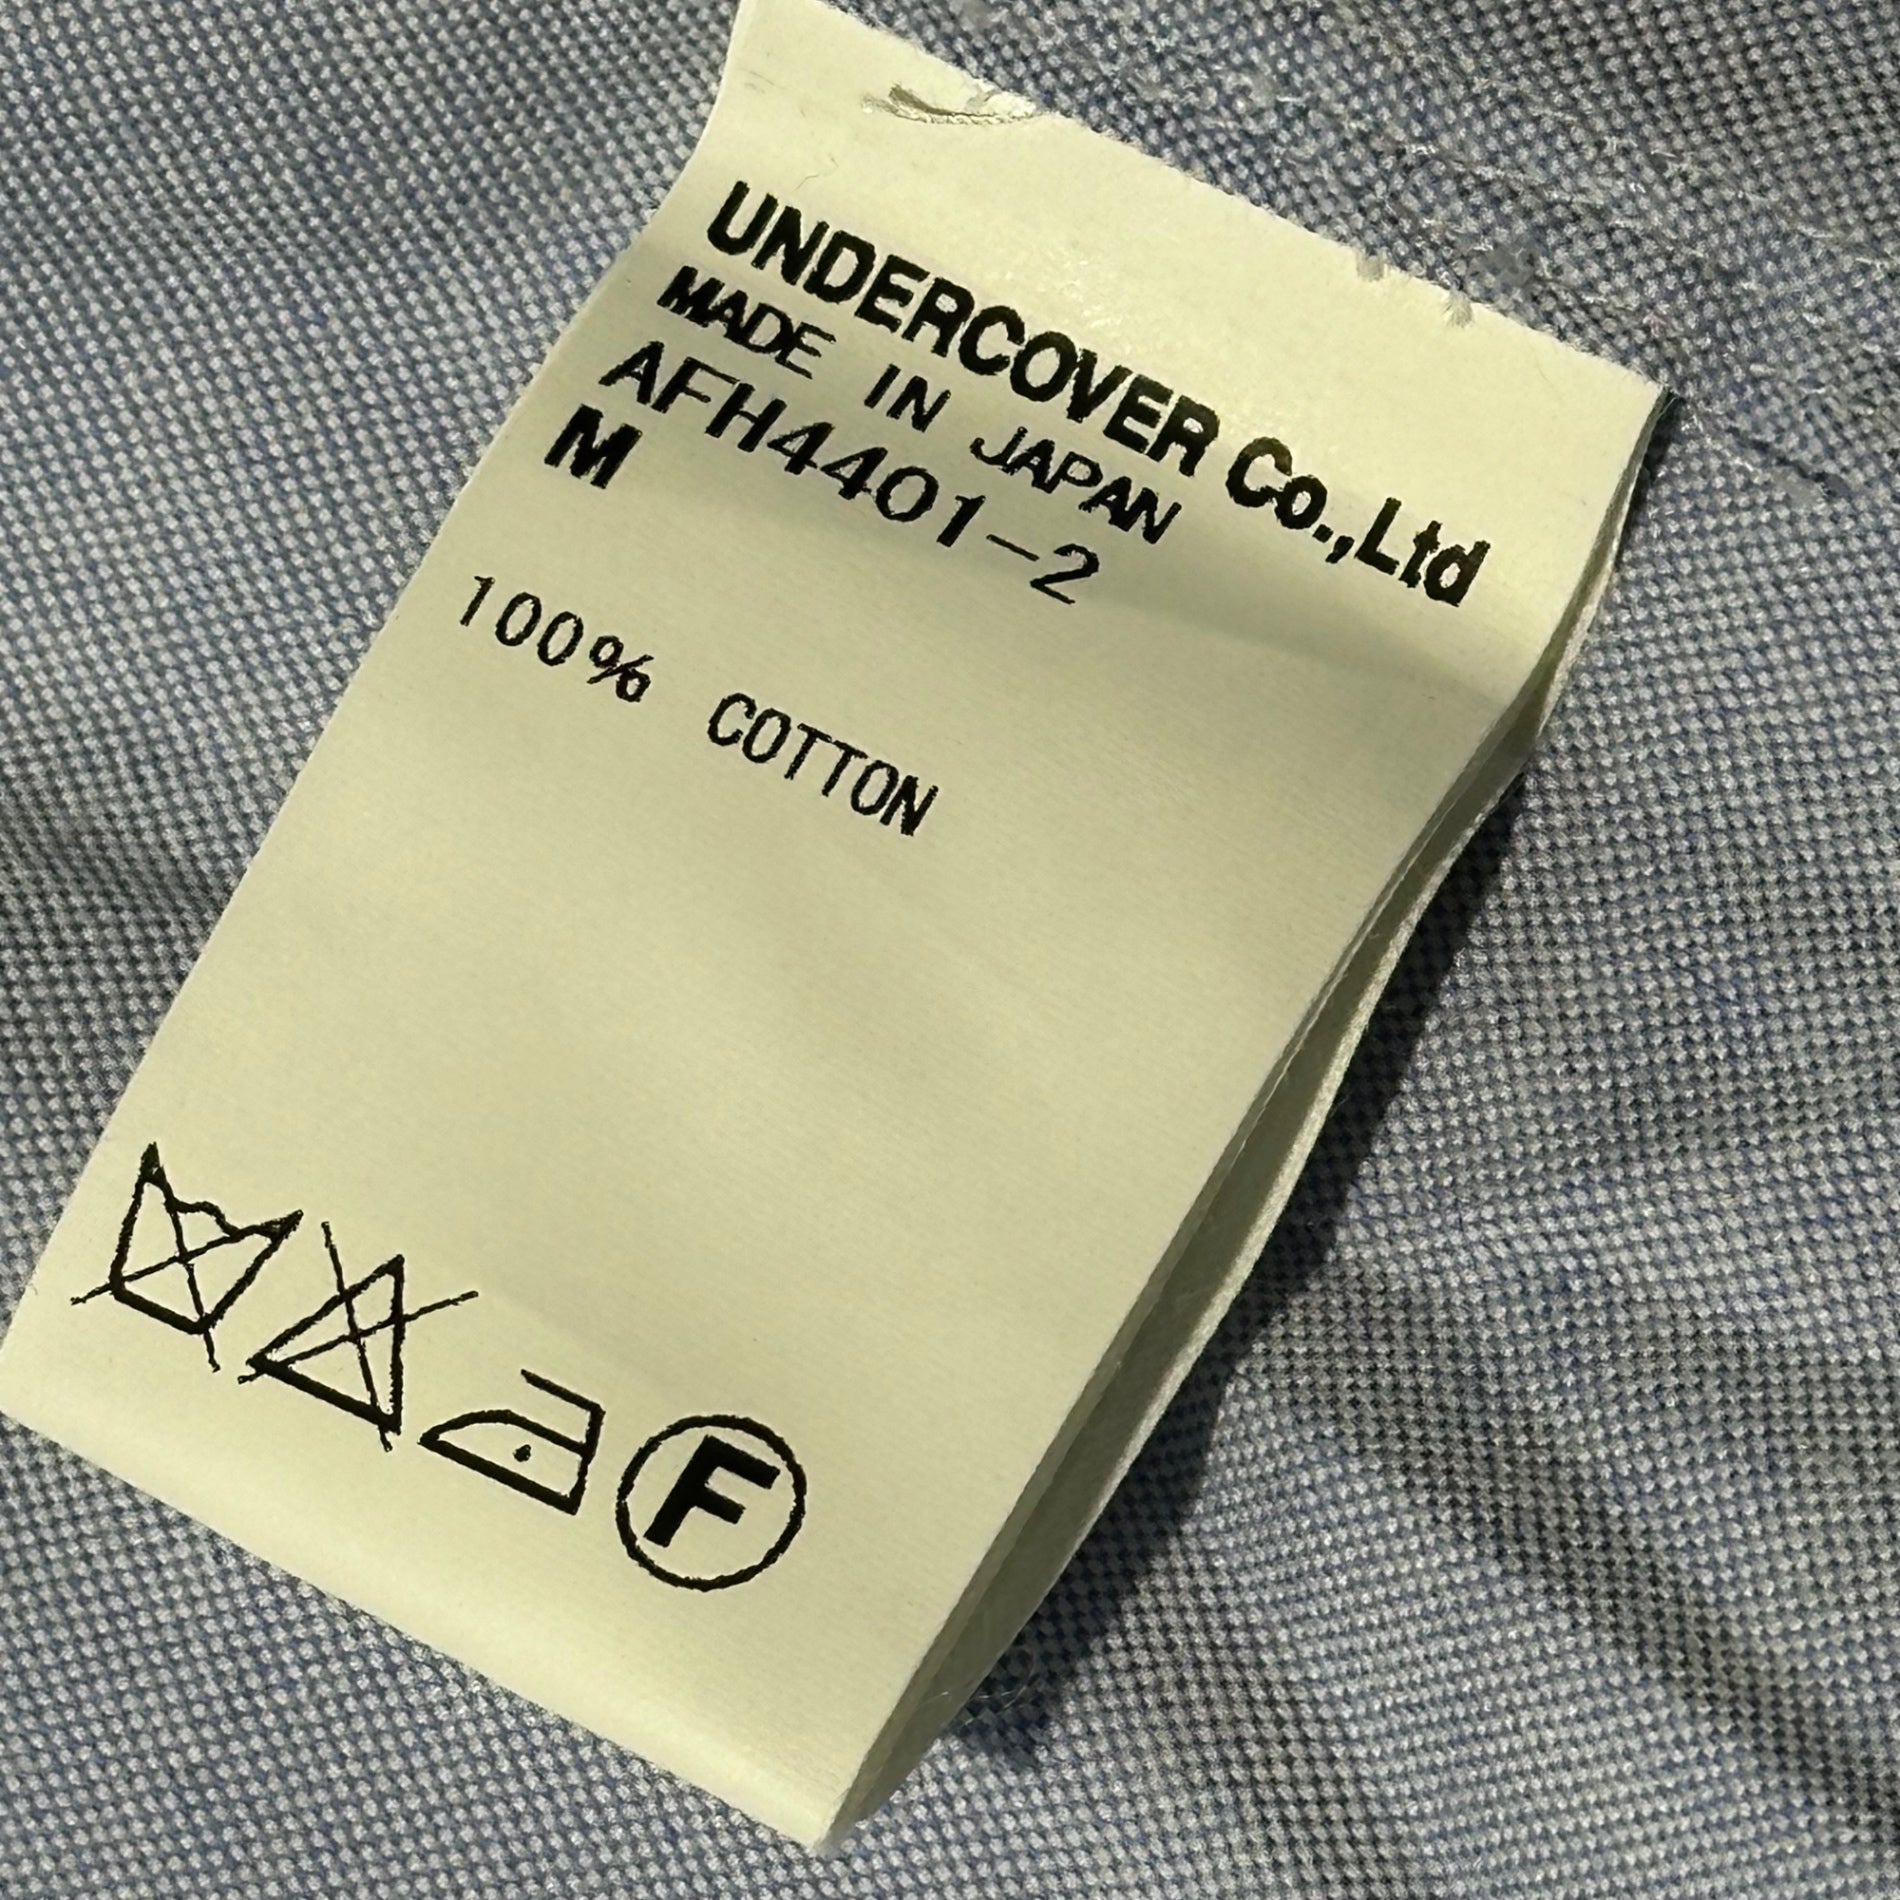 UNDERCOVER Co.,Ltd
MADE IN JAPAN
AFH4401-2
M
100% COTTON
F